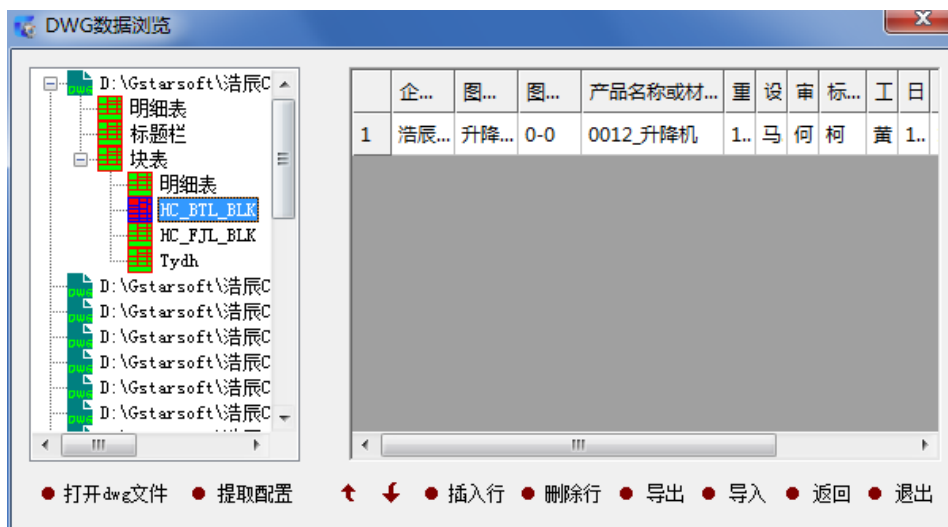 DWG数据浏览
D:\Gstarsoft\浩辰C
明细表
标题栏
块表
明细表
HC_BTL_BLK
HC_FJL_BLK
Tydh
D:\Gstarsoft\浩辰C
D:\Gstarsoft\浩辰C
D:\Gstarsoft\浩辰C
D:\Gstarsoft\浩辰C
D:\Gstarsoft\浩辰C
D:\Gstarsoft\浩辰C
企... 图... 图... 产品名称或材... 重 设 审 标... 工 日
1 浩辰... 升降... 0-0 0012_升降机 1.. 马 何 柯 黄 1..
打开dwg文件 提取配置 插入行 删除行 导出 导入 返回 退出